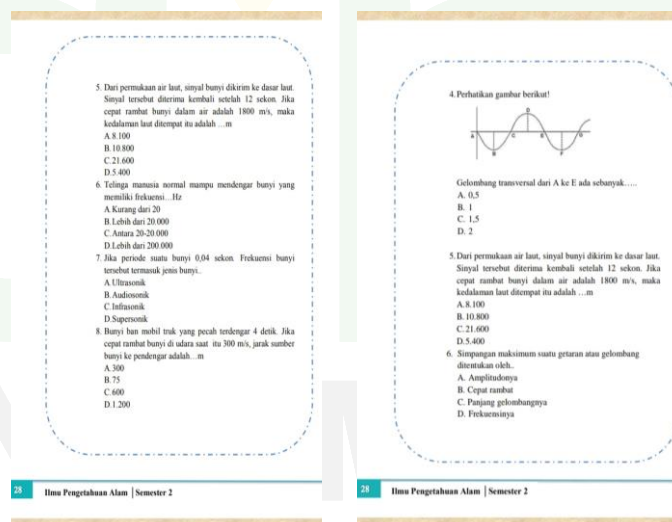 5. Dari permukaan air laut, sinyal bunyi dikirim ke dasar laut.
Sinyal tersebut diterima kembali setelah 12 sekon. Jika
cepat rambat bunyi dalam air adalah 1800 m/s, maka
kedalaman laut ditempat itu adalah ....m
A. 8.100
B. 10.800
C. 21.600
D. 5.400
6. Telinga manusia normal mampu mendengar bunyi yang
memiliki frekuensi....Hz
A. Kurang dari 20
B. Lebih dari 20.000
C. Antara 20-20.000
D. Lebih dari 200.000
7. Jika periode suatu bunyi 0,04 sekon. Frekuensi bunyi
tersebut termasuk jenis bunyi..
A. Ultrasonik
B. Audiosonik
C. Infrasonik
D. Supersonik
8. Bunyi ban mobil truk yang pecah terdengar 4 detik. Jika
cepat rambat bunyi di udara saat itu 300 m/s, jarak sumber
bunyi ke pendengar adalah....m
A. 300
B. 75
C. 600
D. 1.200
28 Ilmu Pengetahuan Alam | Semester 2
4. Perhatikan gambar berikut!
Gelombang transversal dari A ke E ada sebanyak.....
A. 0,5
B. 1
C. 1,5
D. 2
5. Dari permukaan air laut, sinyal bunyi dikirim ke dasar laut.
Sinyal tersebut diterima kembali setelah 12 sekon. Jika
cepat rambat bunyi dalam air adalah 1800 m/s, maka
kedalaman laut ditempat itu adalah ....m
A. 8.100
B. 10.800
C. 21.600
D. 5.400
6. Simpangan maksimum suatu getaran atau gelombang
ditentukan oleh..
A. Amplitudonya
B. Cepat rambat
C. Panjang gelombangnya
D. Frekuensinya
28 Ilmu Pengetahuan Alam | Semester 2